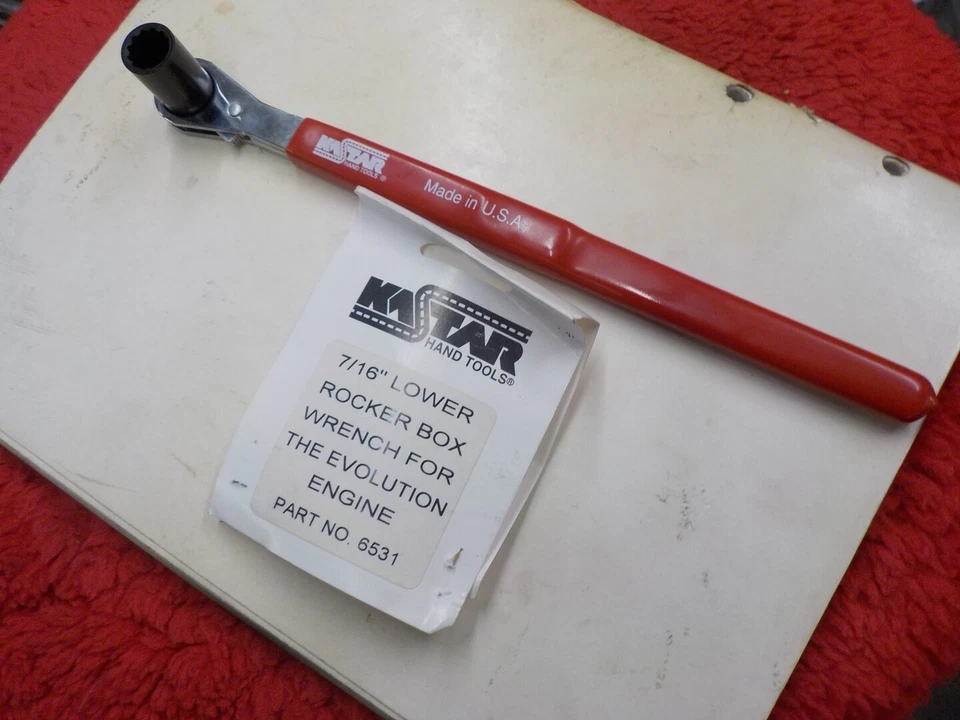 KASTAR
HAND TOOLS®
Made in U.S.A.
KASTAR
HAND TOOLS®
7/16" LOWER
ROCKER BOX
WRENCH FOR
THE EVOLUTION
ENGINE
PART NO. 6531